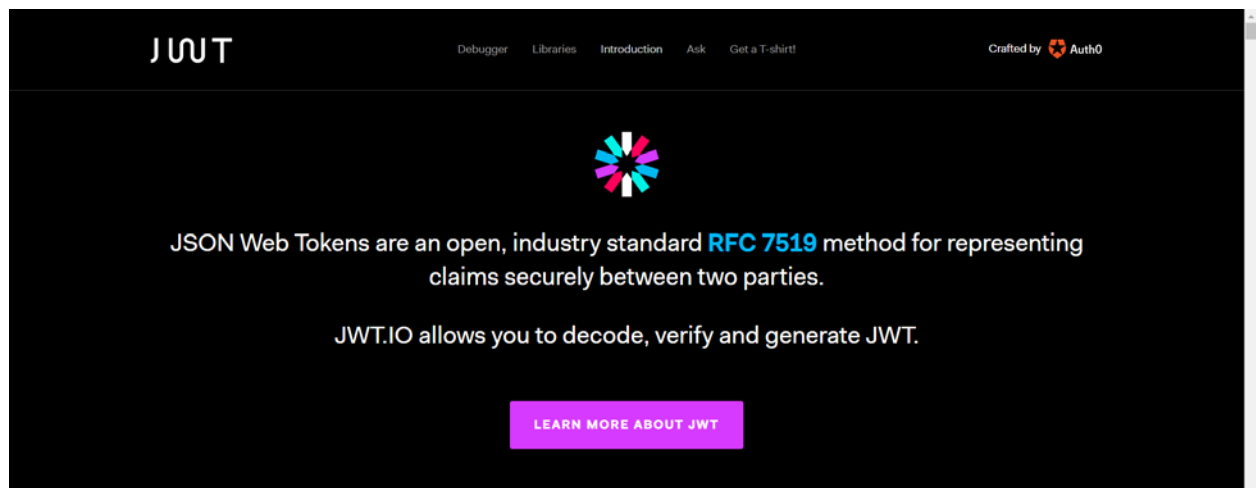 JWT
Debugger Libraries Introduction Ask Get a T-shirt!
Crafted by Auth0
JSON Web Tokens are an open, industry standard RFC 7519 method for representing
claims securely between two parties.
JWT.IO allows you to decode, verify and generate JWT.
LEARN MORE ABOUT JWT